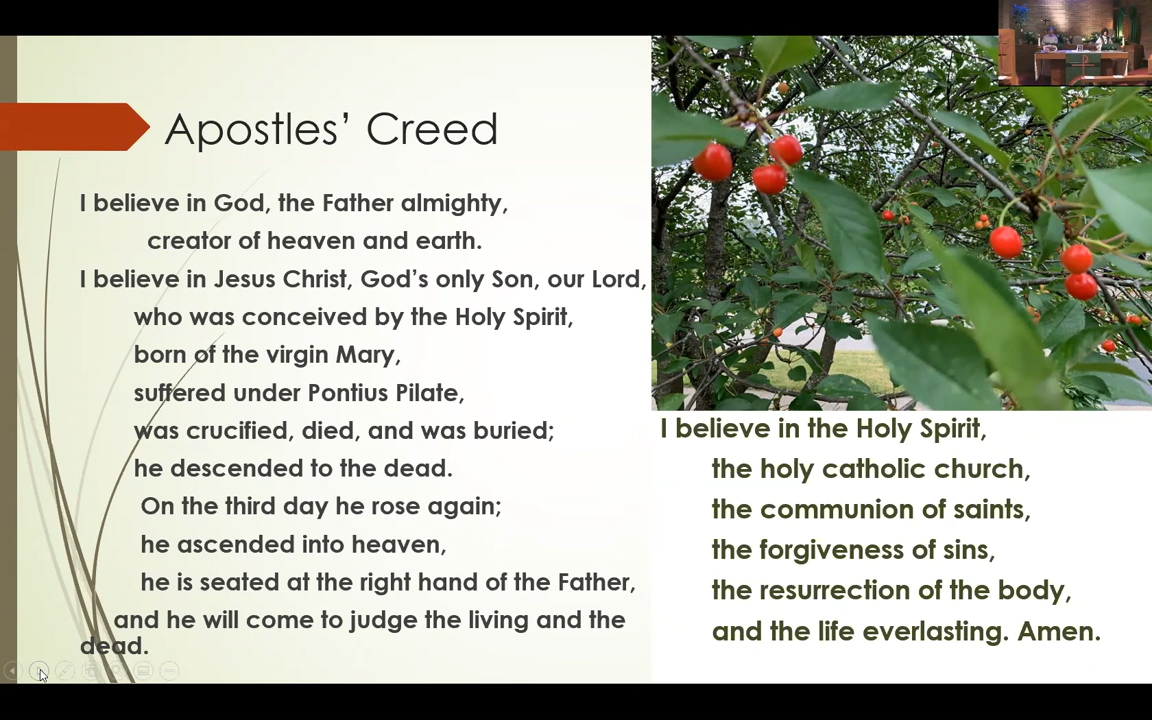 Apostles’ Creed
I believe in God, the Father almighty,
creator of heaven and earth.
I believe in Jesus Christ, God’s only Son, our Lord,
who was conceived by the Holy Spirit,
born of the virgin Mary,
suffered under Pontius Pilate,
was crucified, died, and was buried;
he descended to the dead.
On the third day he rose again;
he ascended into heaven,
he is seated at the right hand of the Father,
and he will come to judge the living and the
dead.
I believe in the Holy Spirit,
the holy catholic church,
the communion of saints,
the forgiveness of sins,
the resurrection of the body,
and the life everlasting. Amen.